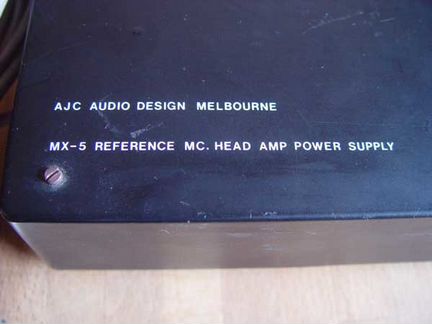 AJC AUDIO DESIGN MELBOURNE
MX-5 REFERENCE MC. HEAD AMP POWER SUPPLY